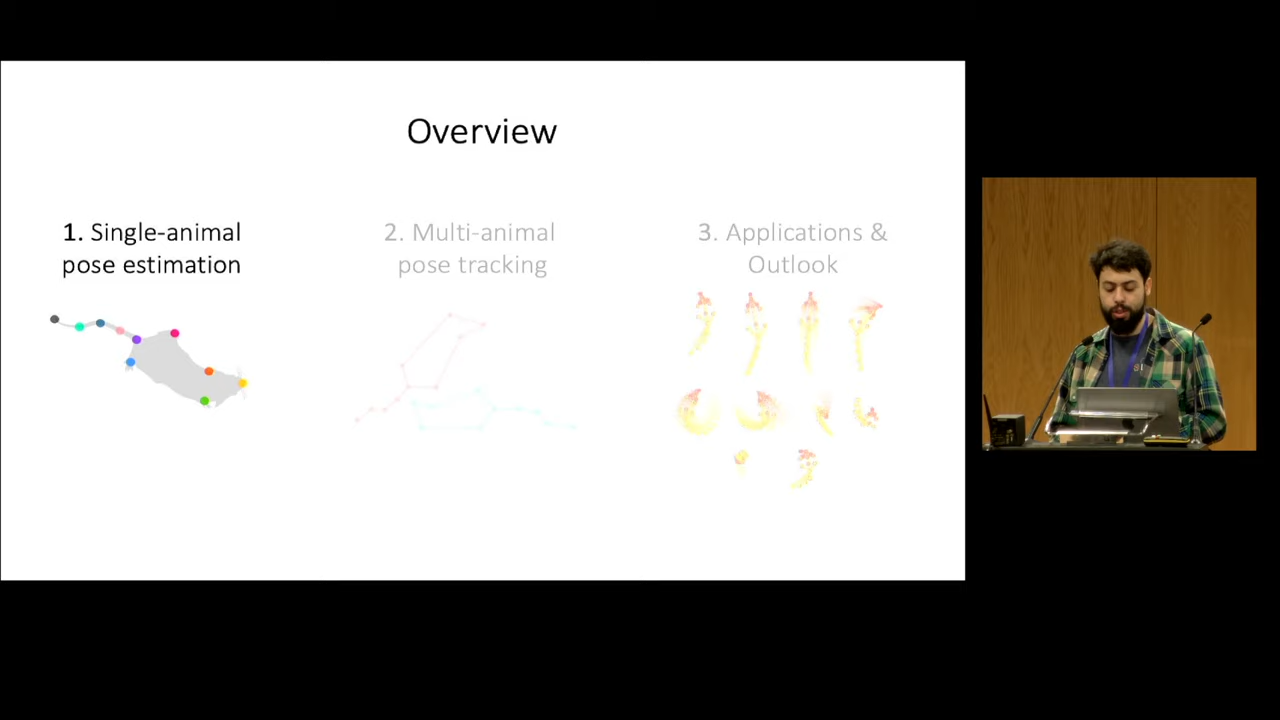 Overview
1. Single-animal
pose estimation
2. Multi-animal
pose tracking
3. Applications &
Outlook